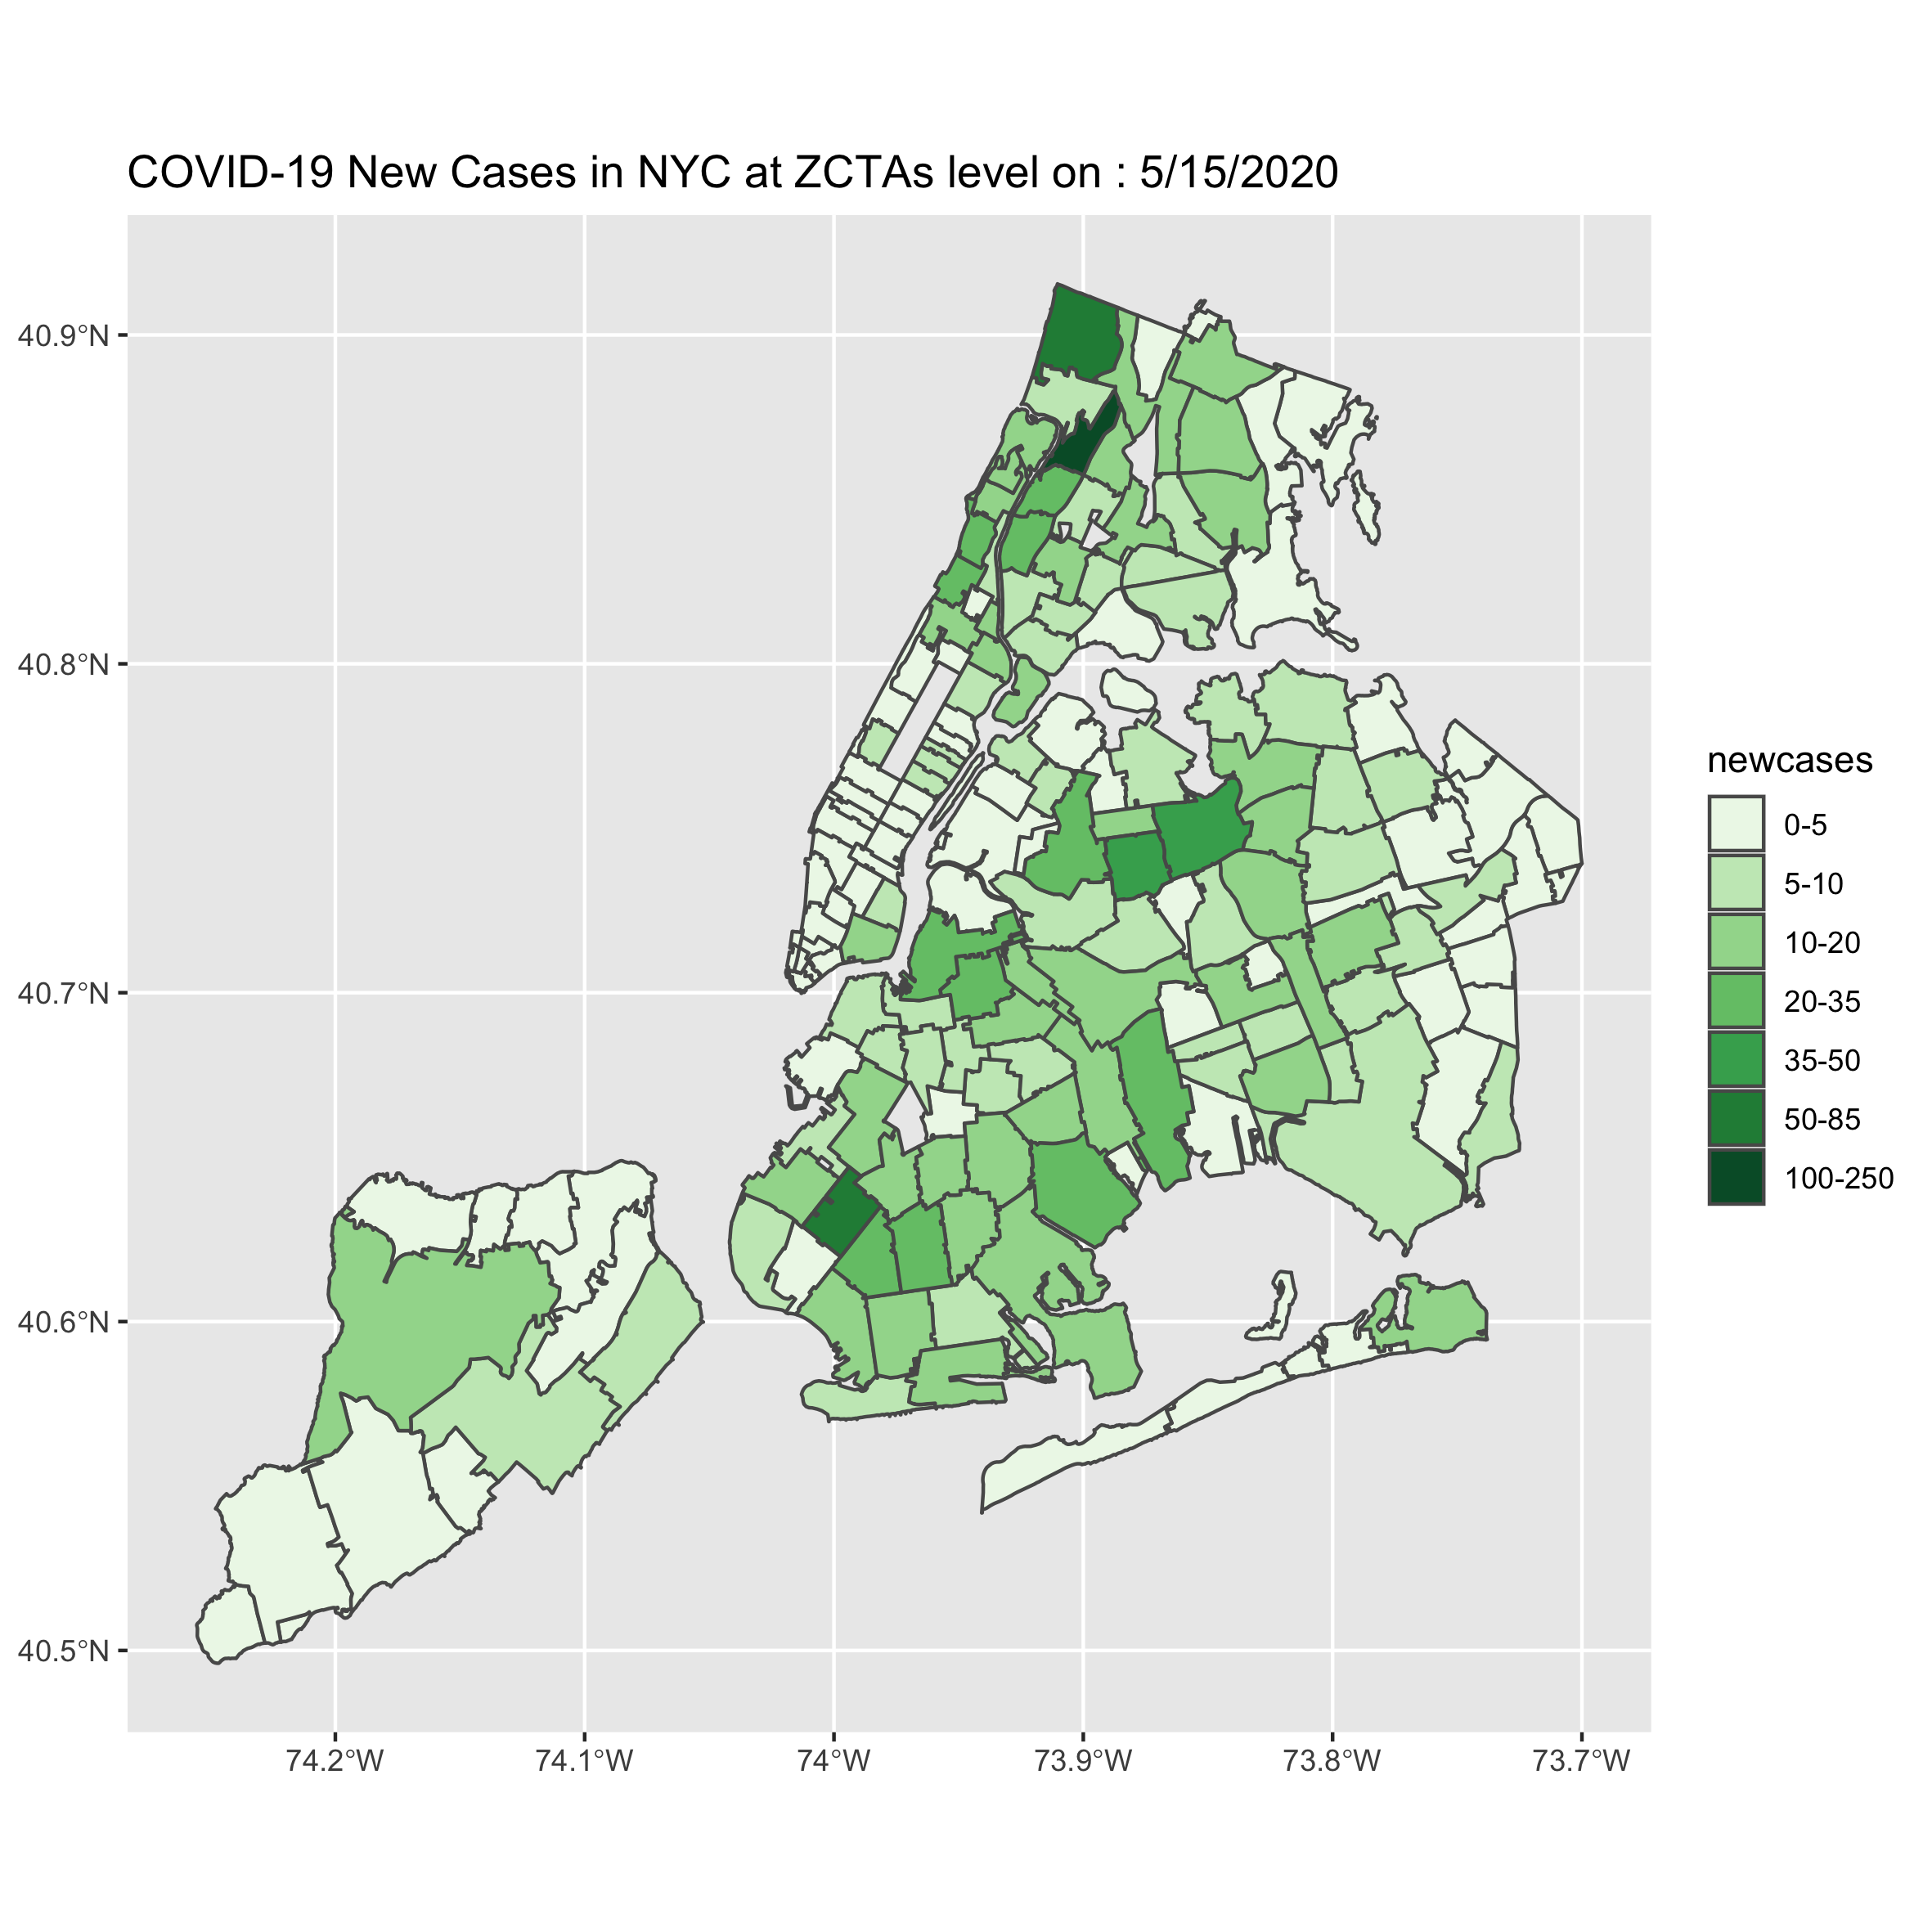 COVID-19 New Cases in NYC at ZCTAs level on : 5/15/2020
40.9°N
40.8°N
40.7°N
40.6°N
40.5°N
74.2°W
74.1°W
74°W
73.9°W
73.8°W
73.7°W
newcases
0-5
5-10
10-20
20-35
35-50
50-85
100-250